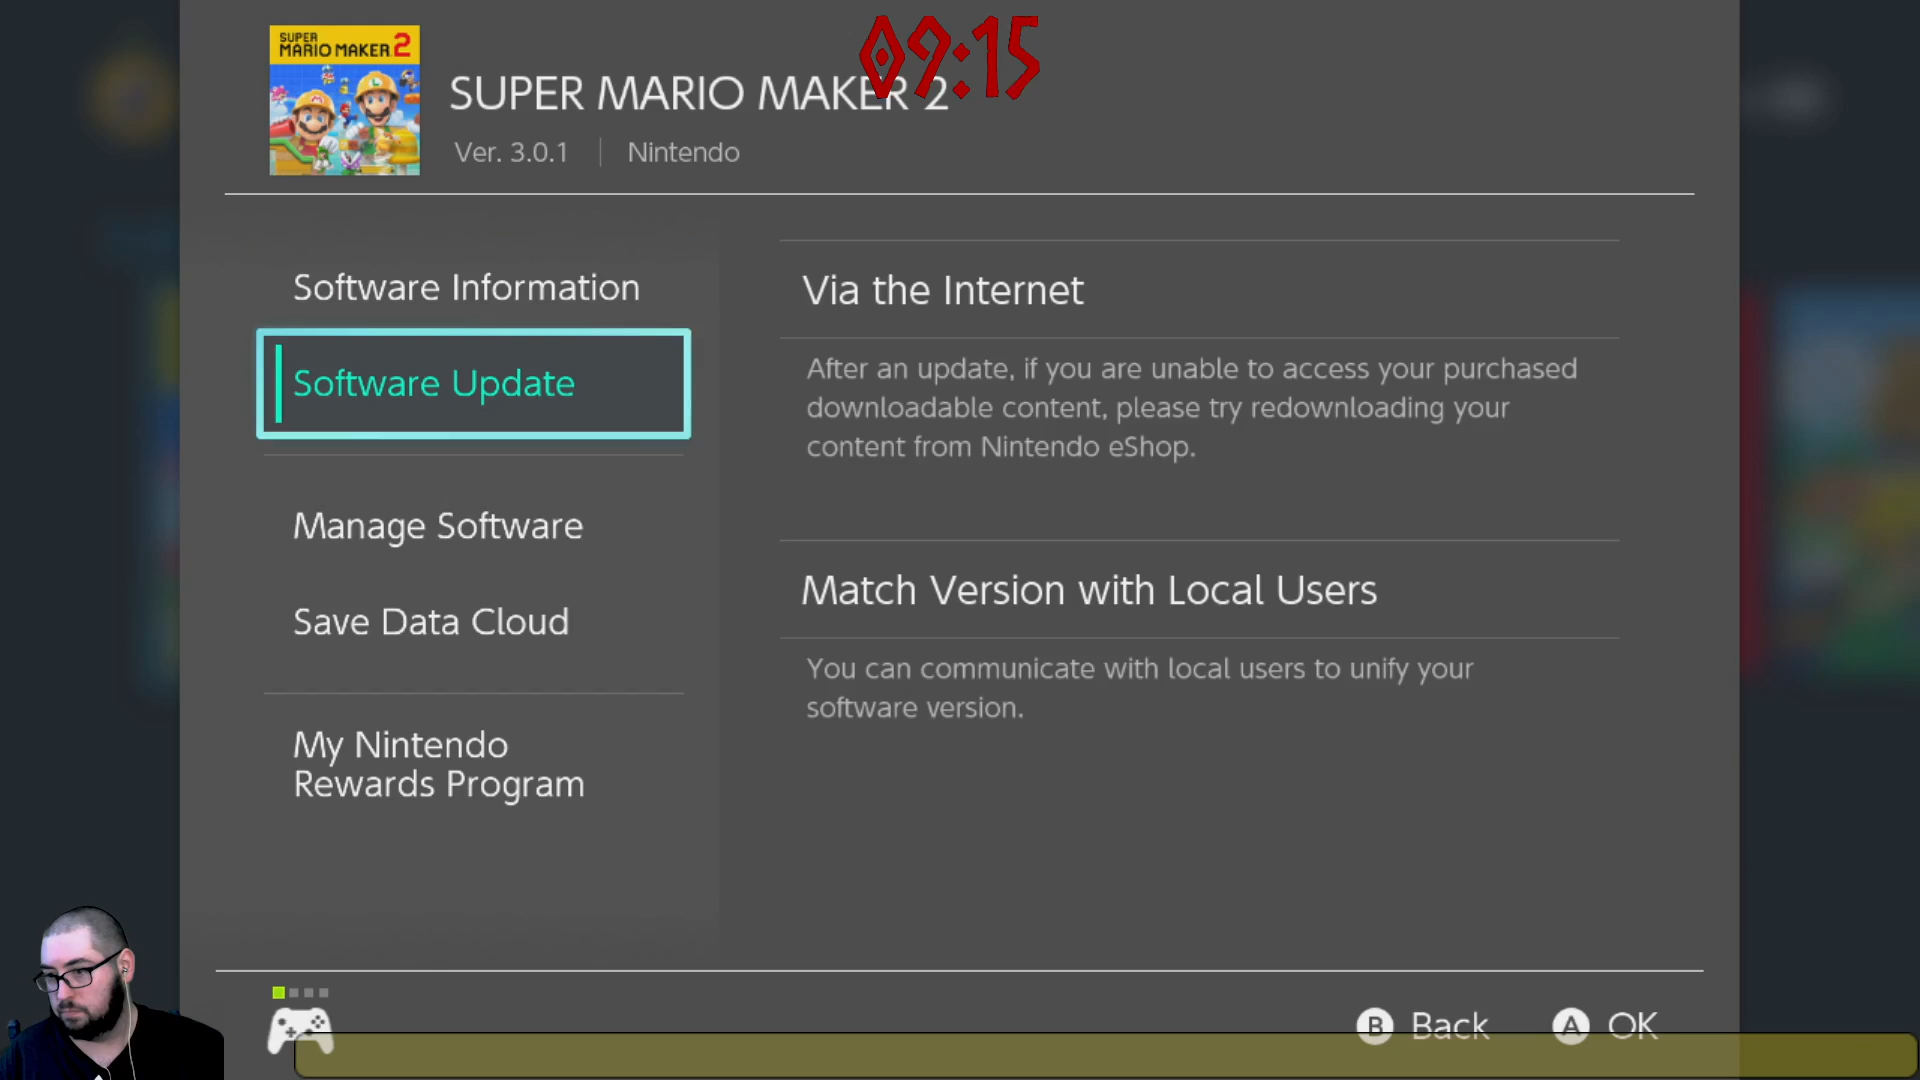 09:15
SUPER
MARIO MAKER 2
SUPER MARIO MAKER 2
Ver. 3.0.1 | Nintendo
Software Information
Software Update
Manage Software
Save Data Cloud
My Nintendo
Rewards Program
Via the Internet
After an update, if you are unable to access your purchased
downloadable content, please try redownloading your
content from Nintendo eShop.
Match Version with Local Users
You can communicate with local users to unify your
software version.
B Back A OK